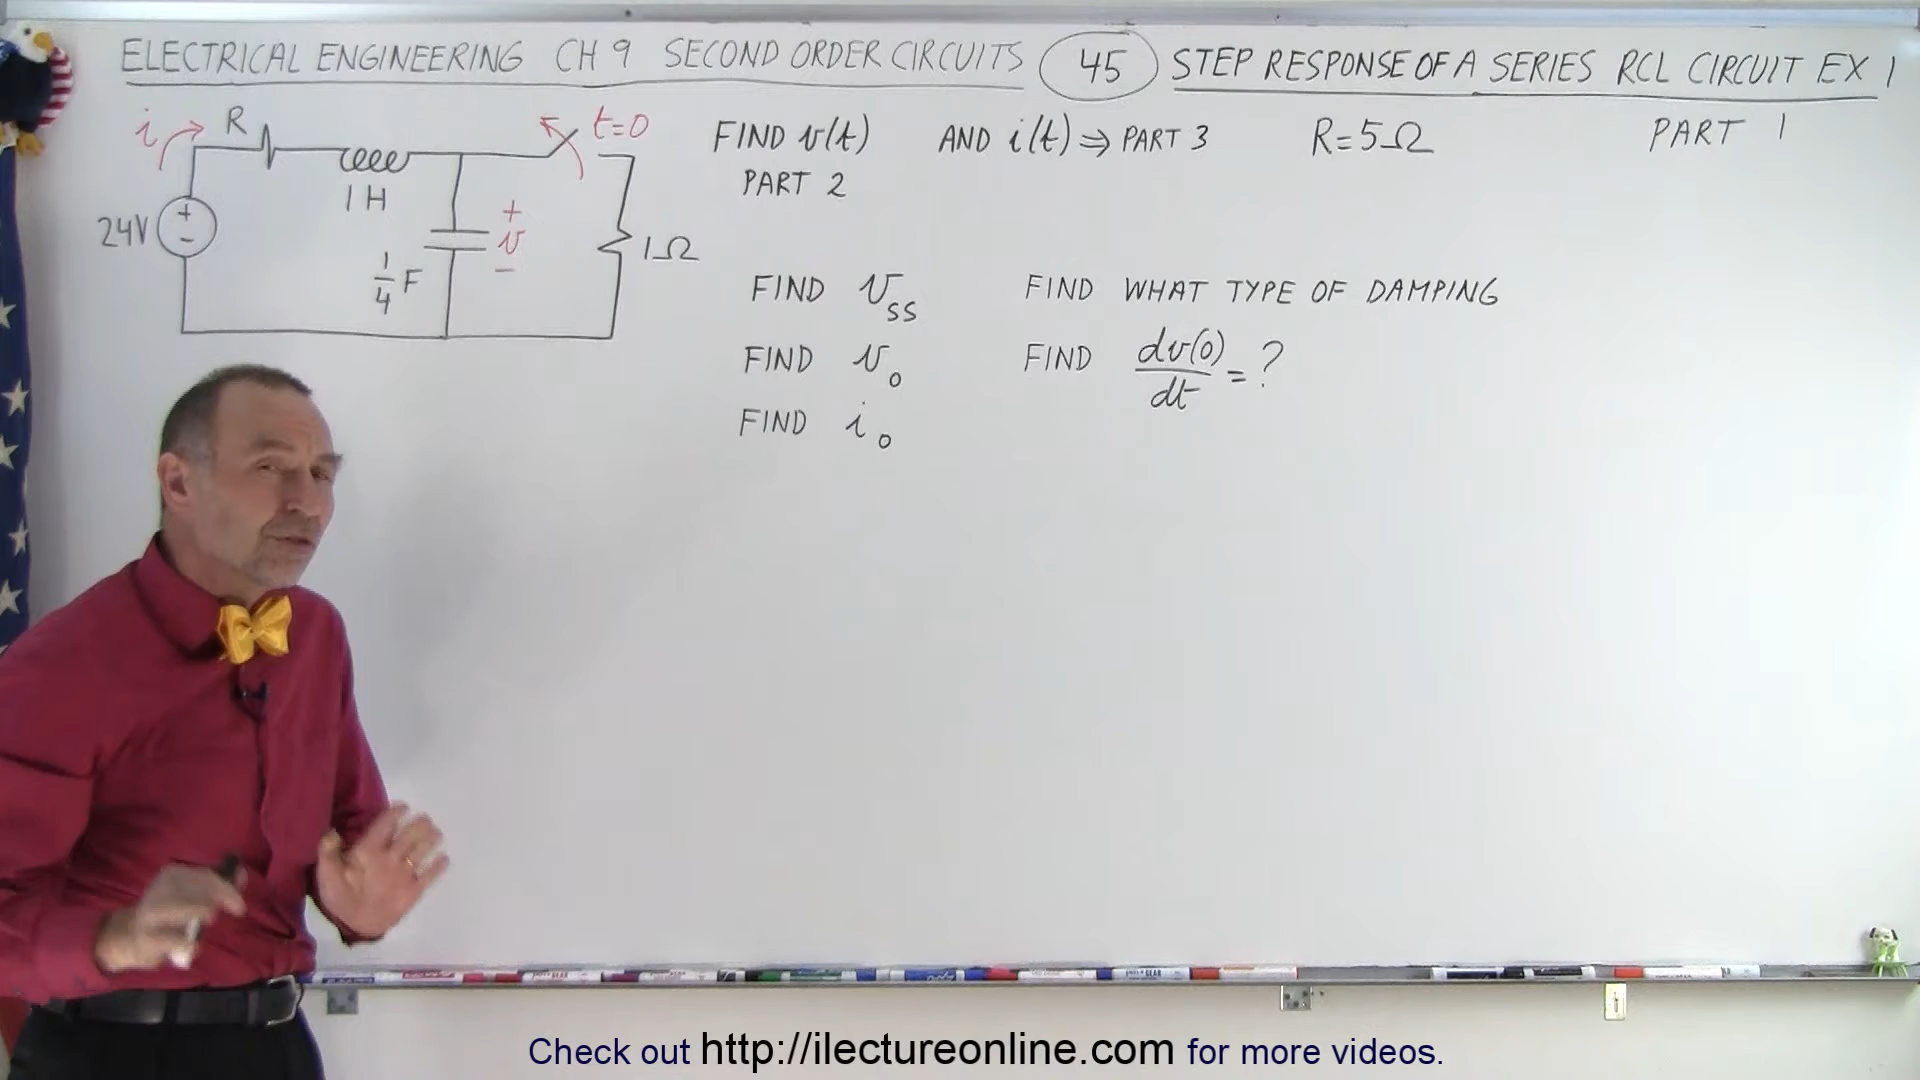 ELECTRICAL ENGINEERING CH 9 SECOND ORDER CIRCUITS 45 STEP RESPONSE OF A SERIES RCL CIRCUIT EX 1
i R t=0 FIND v(t) AND i(t) ⇒ PART 3 R=5Ω PART 1
1H PART 2
24V + - + v - 1Ω
1/4 F
FIND v_ss FIND WHAT TYPE OF DAMPING
FIND v_0 FIND dv(0)/dt = ?
FIND i_0
Check out http://ilectureonline.com for more videos.